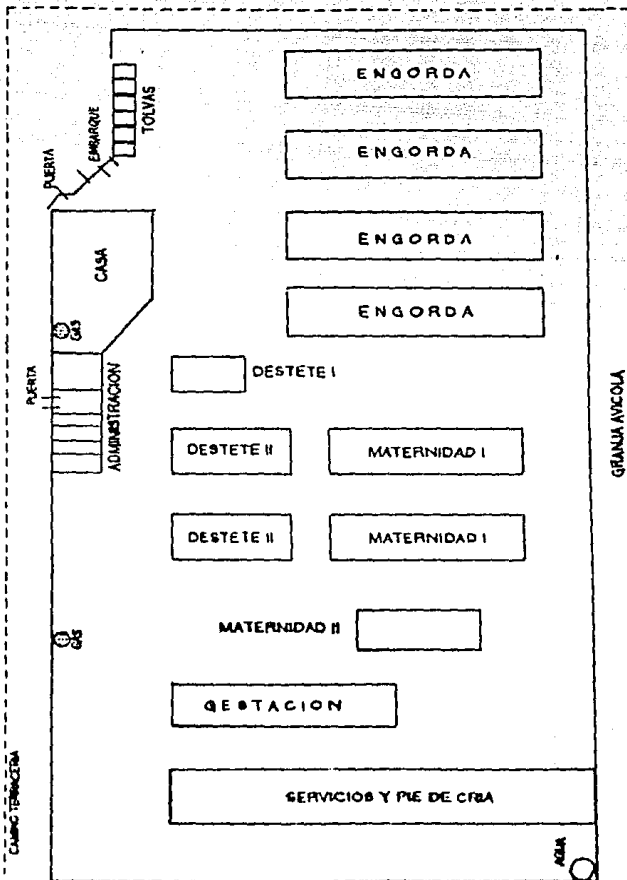 ENGORDA
ENGORDA
ENGORDA
ENGORDA
PUERTA
EMBARQUE
TOLVAS
CASA
GAS
PUERTA
ADMINISTRACION
DESTETE I
DESTETE II
MATERNIDAD I
DESTETE II
MATERNIDAD I
MATERNIDAD II
GAS
GESTACION
SERVICIOS Y PIE DE CRIA
AGUA
CAMINO TERRACERIA
GRANJA AVICOLA